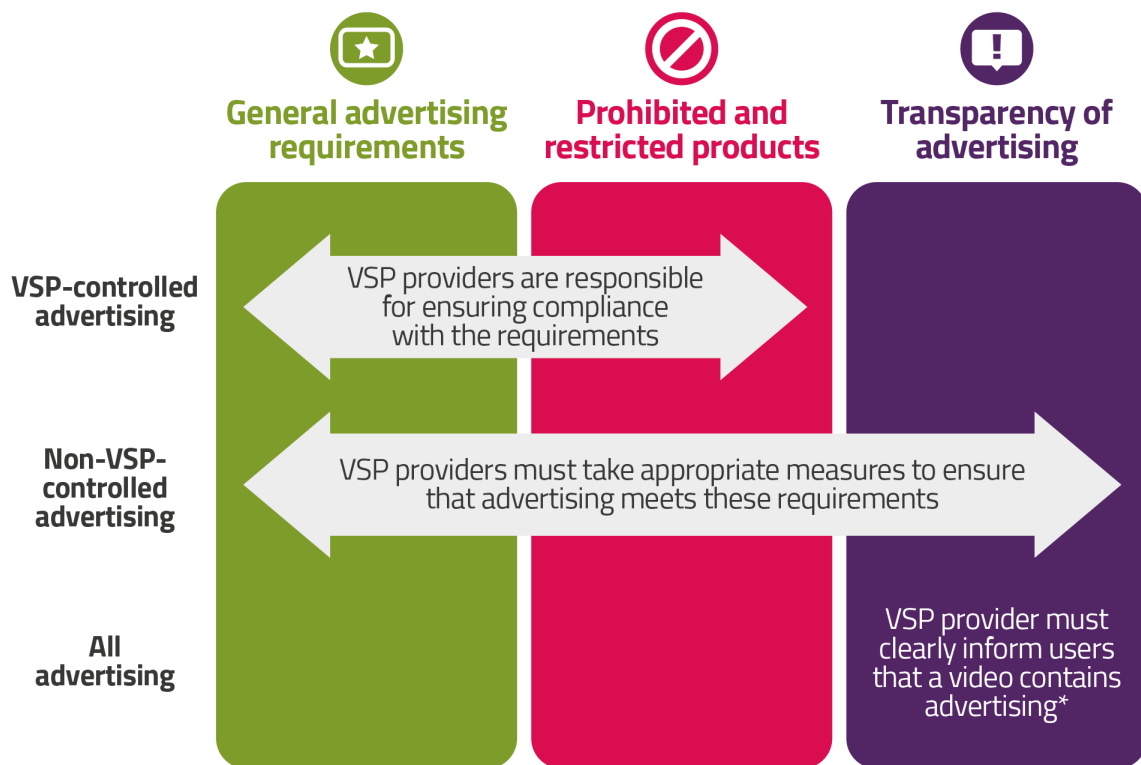 General advertising
requirements
Prohibited and
restricted products
Transparency of
advertising
VSP-controlled
advertising
VSP providers are responsible
for ensuring compliance
with the requirements
Non-VSP-
controlled
advertising
VSP providers must take appropriate measures to ensure
that advertising meets these requirements
All
advertising
VSP provider must
clearly inform users
that a video contains
advertising*